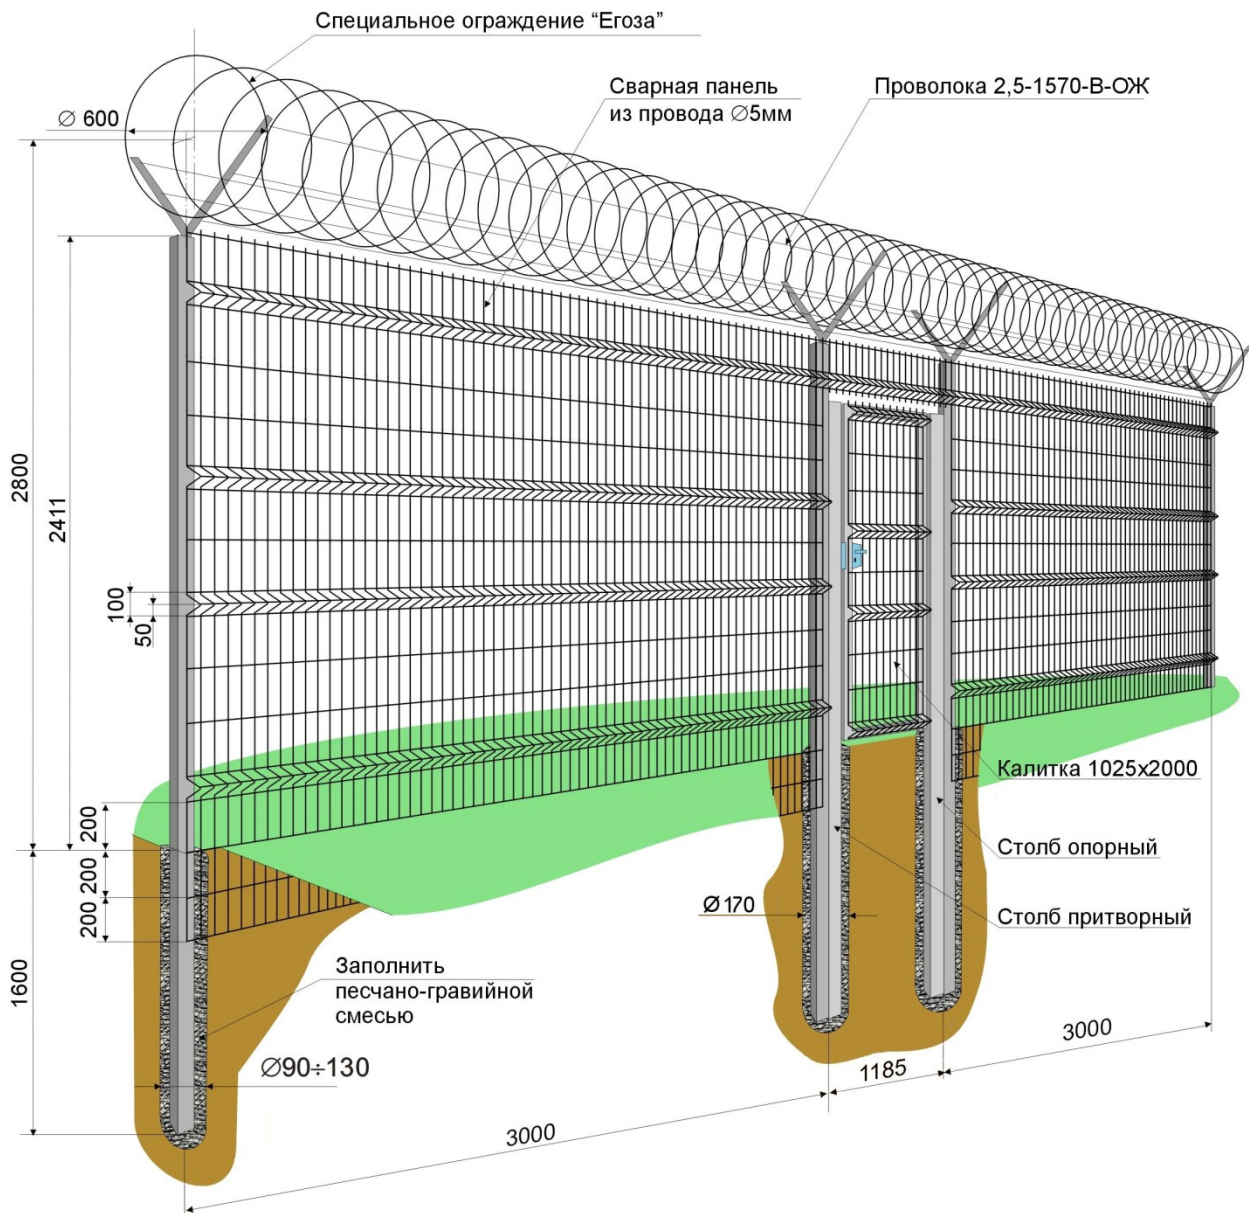 Специальное ограждение “Егоза”
Сварная панель
из провода ∅5мм
Проволока 2,5-1570-В-ОЖ
∅ 600
2800
2411
100
50
200
200
200
1600
Калитка 1025х2000
Столб опорный
Столб притворный
Ø170
Заполнить
песчано-гравийной
смесью
∅90÷130
3000
1185
3000